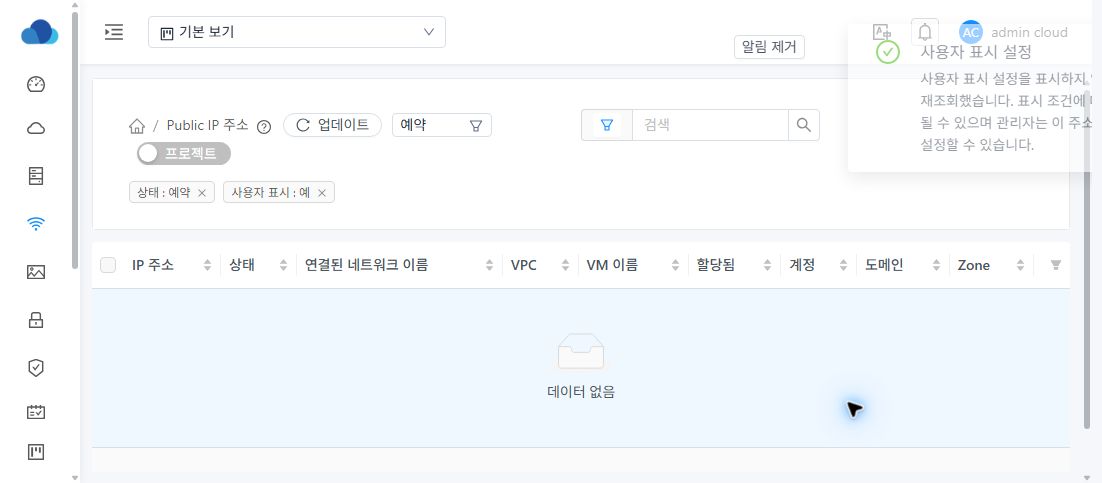 기본 보기
알림 제거
AC admin cloud
사용자 표시 설정
사용자 표시 설정을 표시하지
재조회했습니다. 표시 조건에
될 수 있으며 관리자는 이 주소
설정할 수 있습니다.
/ Public IP 주소
업데이트
예약
검색
프로젝트
상태 : 예약
사용자 표시 : 예
IP 주소 상태 연결된 네트워크 이름 VPC VM 이름 할당됨 계정 도메인 Zone
데이터 없음